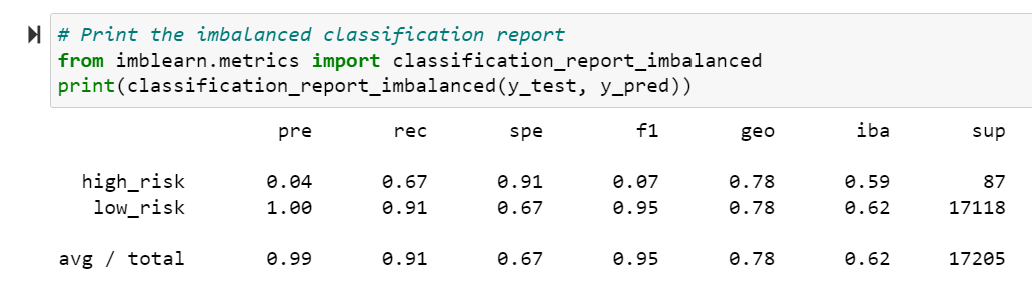 # Print the imbalanced classification report
from imblearn.metrics import classification_report_imbalanced
print(classification_report_imbalanced(y_test, y_pred))
pre rec spe f1 geo iba sup
high_risk 0.04 0.67 0.91 0.07 0.78 0.59 87
low_risk 1.00 0.91 0.67 0.95 0.78 0.62 17118
avg / total 0.99 0.91 0.67 0.95 0.78 0.62 17205